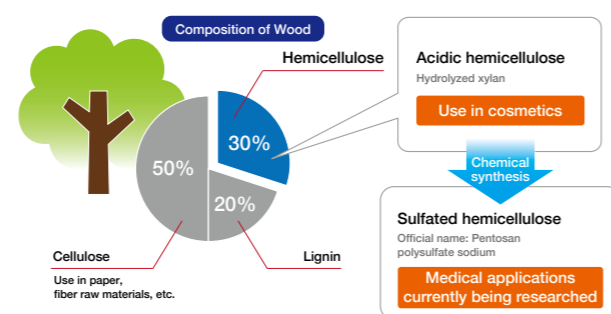 Composition of Wood
Hemicellulose
30%
50%
20%
Cellulose
Use in paper,
fiber raw materials, etc.
Lignin
Acidic hemicellulose
Hydrolyzed xylan
Use in cosmetics
Chemical
synthesis
Sulfated hemicellulose
Official name: Pentosan
polysulfate sodium
Medical applications
currently being researched